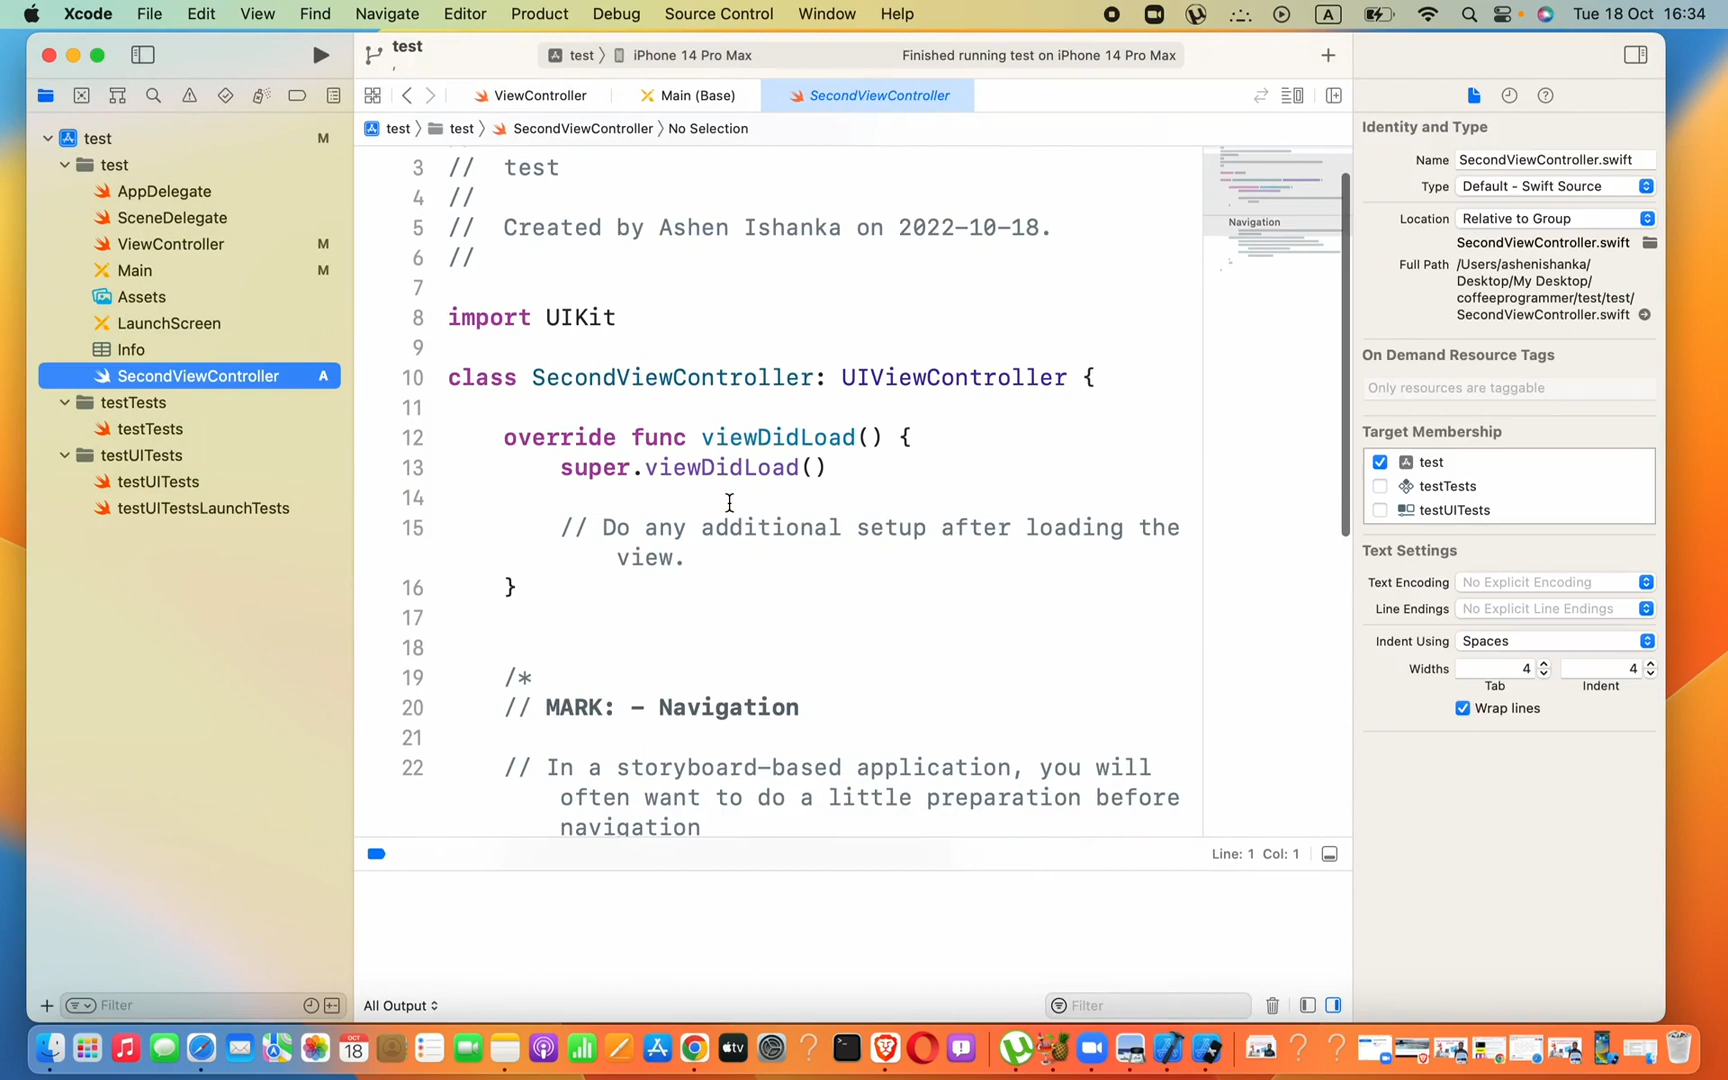 Xcode File Edit View Find Navigate Editor Product Debug Source Control Window Help A Tue 18 Oct 16:34
test
test iPhone 14 Pro Max Finished running test on iPhone 14 Pro Max
ViewController Main (Base) SecondViewController
test test SecondViewController No Selection
test M
test
AppDelegate
SceneDelegate
ViewController M
Main M
Assets
LaunchScreen
Info
SecondViewController A
testTests
testTests
testUITests
testUITests
testUITestsLaunchTests
Filter
3 // test
4 //
5 // Created by Ashen Ishanka on 2022-10-18.
6 //
7
8 import UIKit
9
10 class SecondViewController: UIViewController {
11
12 override func viewDidLoad() {
13 super.viewDidLoad()
14
15 // Do any additional setup after loading the
view.
16 }
17
18
19 /*
20 // MARK: - Navigation
21
22 // In a storyboard-based application, you will
often want to do a little preparation before
navigation
Navigation
Line: 1 Col: 1
All Output
Filter
Identity and Type
Name SecondViewController.swift
Type Default - Swift Source
Location Relative to Group
SecondViewController.swift
Full Path /Users/ashenishanka/
Desktop/My Desktop/
coffeeprogrammer/test/test/
SecondViewController.swift
On Demand Resource Tags
Only resources are taggable
Target Membership
test
testTests
testUITests
Text Settings
Text Encoding No Explicit Encoding
Line Endings No Explicit Line Endings
Indent Using Spaces
Widths 4 4
Tab Indent
Wrap lines
OCT
18
tv